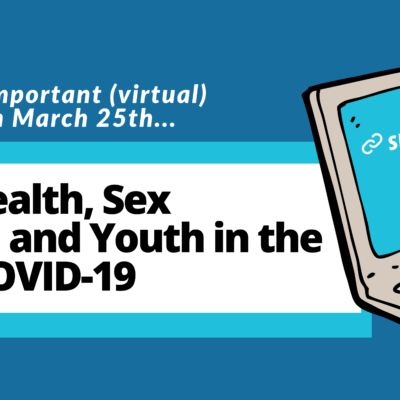 mportant (virtual)
March 25th...
ealth, Sex
and Youth in the
OVID-19
S